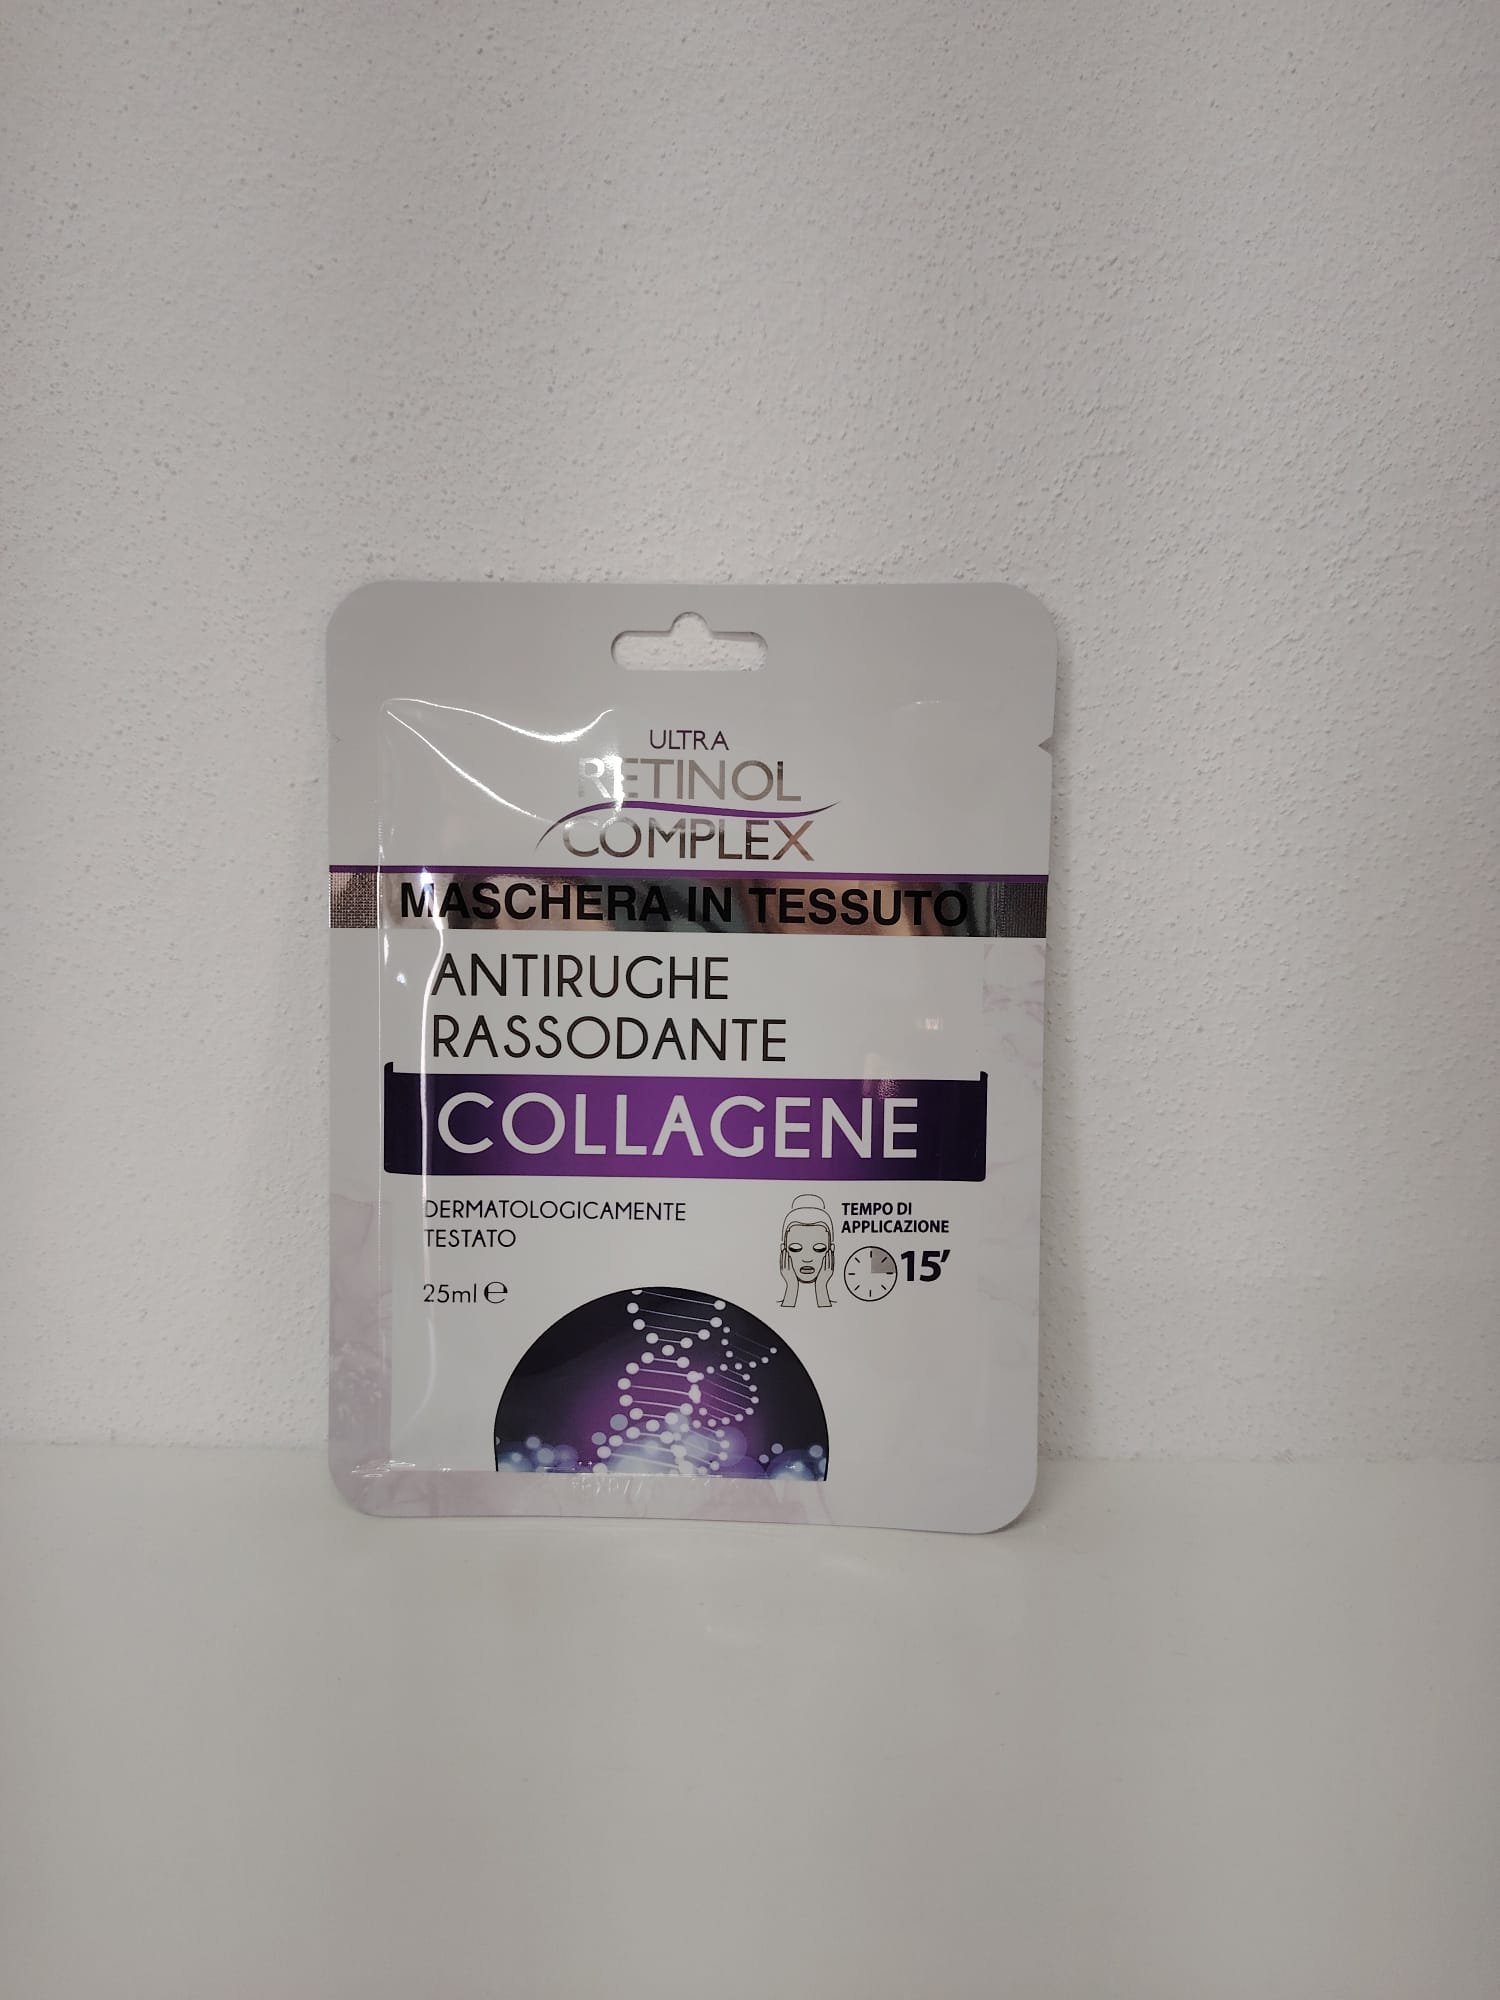 ULTRA
RETINOL
COMPLEX
MASCHERA IN TESSUTO
ANTIRUGHE
RASSODANTE
COLLAGENE
DERMATOLOGICAMENTE
TESTATO
TEMPO DI
APPLICAZIONE
15’
25ml ℮